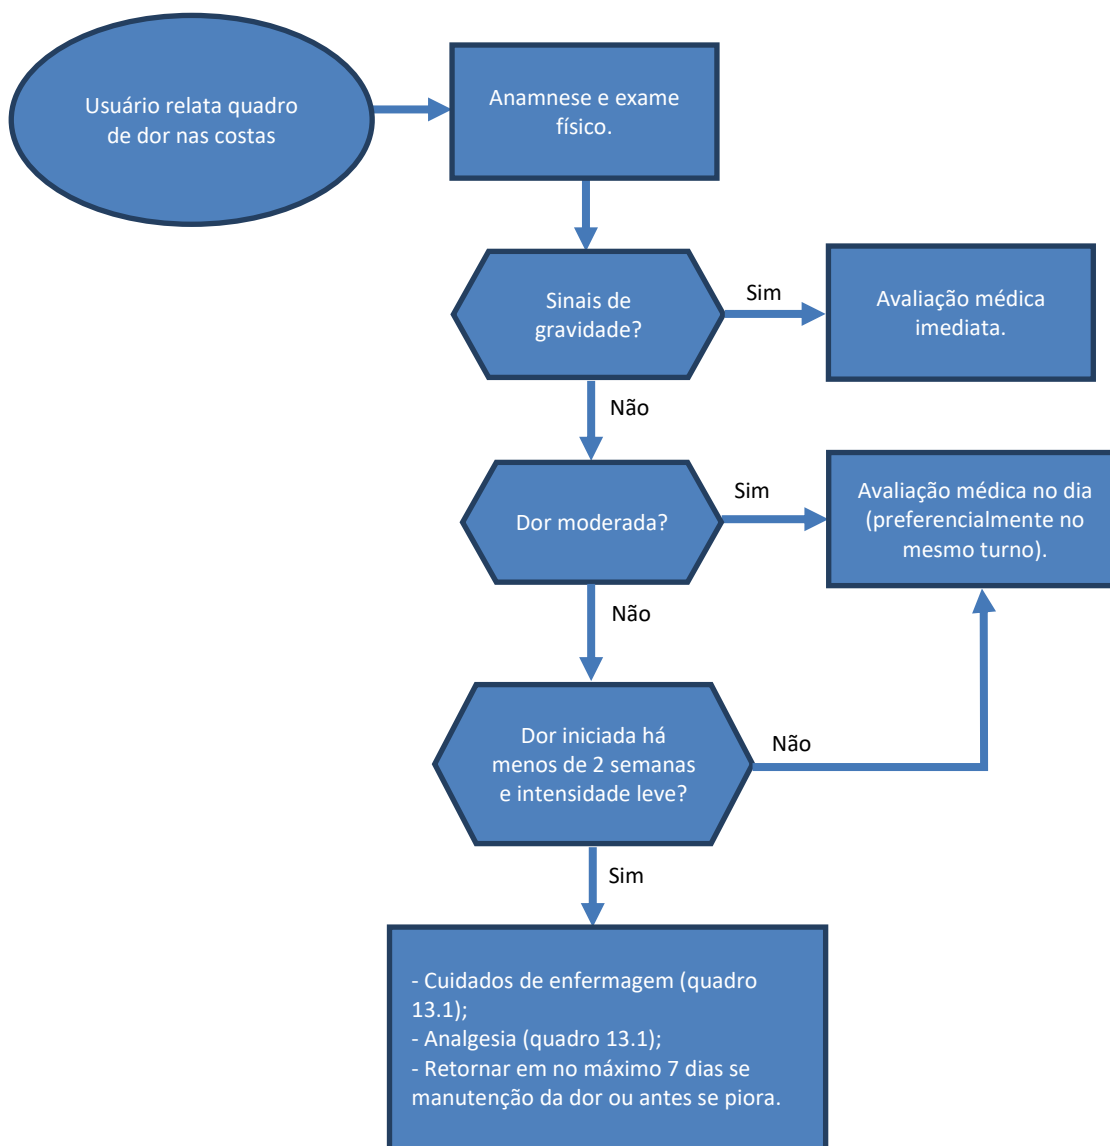 Usuário relata quadro
de dor nas costas
Anamnese e exame
físico.
Sinais de
gravidade?
Sim
Avaliação médica
imediata.
Não
Dor moderada?
Sim
Avaliação médica no dia
(preferencialmente no
mesmo turno).
Não
Dor iniciada há
menos de 2 semanas
e intensidade leve?
Não
Sim
- Cuidados de enfermagem (quadro
13.1);
- Analgesia (quadro 13.1);
- Retornar em no máximo 7 dias se
manutenção da dor ou antes se piora.